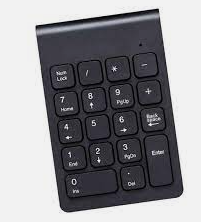 Num Lock / * -
7 Home 8 ↑ 9 PgUp +
4 ← 5 6 → Back Space
1 End 2 ↓ 3 PgDn Enter
0 Ins . Del